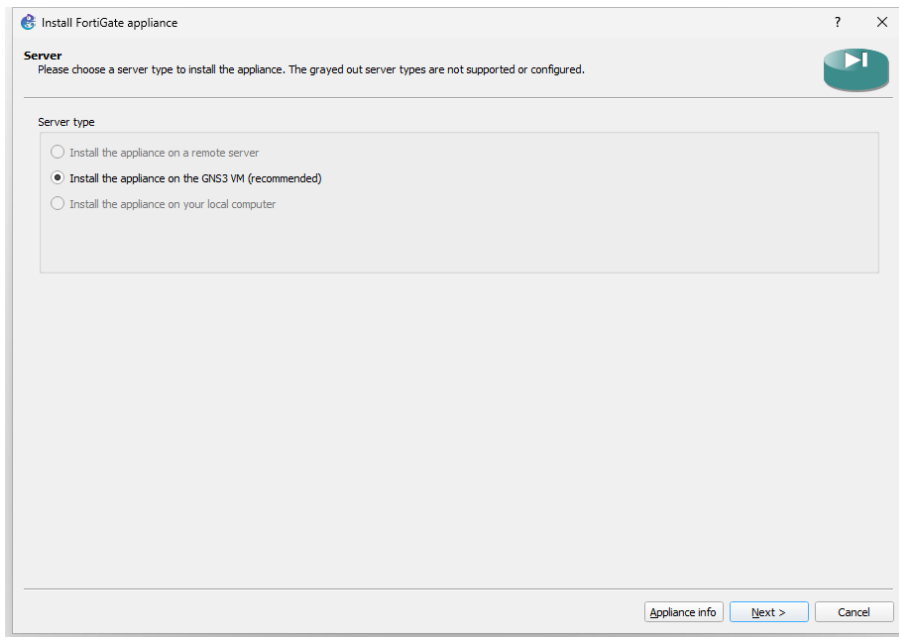 Install FortiGate appliance
Server
Please choose a server type to install the appliance. The grayed out server types are not supported or configured.
Server type
Install the appliance on a remote server
Install the appliance on the GNS3 VM (recommended)
Install the appliance on your local computer
Appliance info
Next >
Cancel